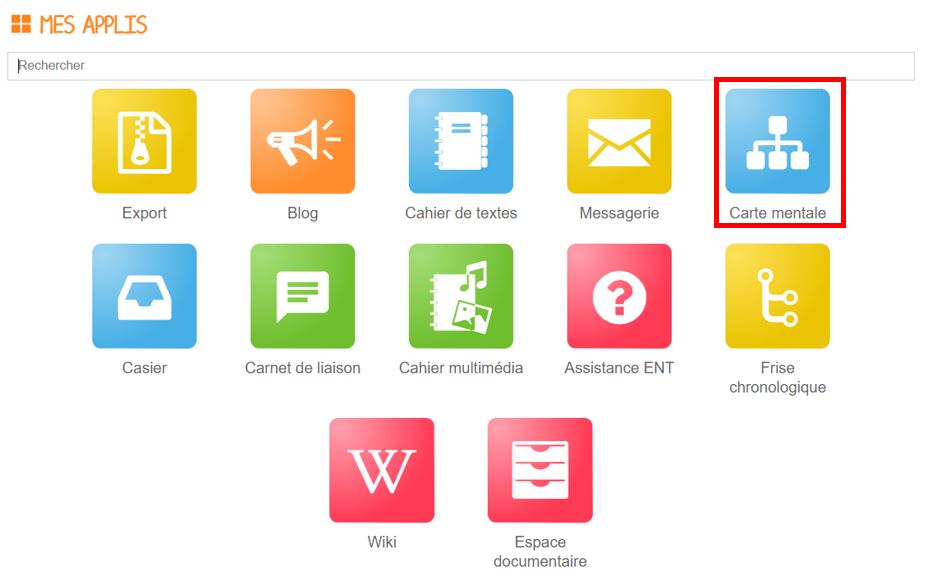 MES APPLIS
Rechercher
Export
Blog
Cahier de textes
Messagerie
Carte mentale
Casier
Carnet de liaison
Cahier multimédia
Assistance ENT
Frise
chronologique
W
Wiki
Espace
documentaire